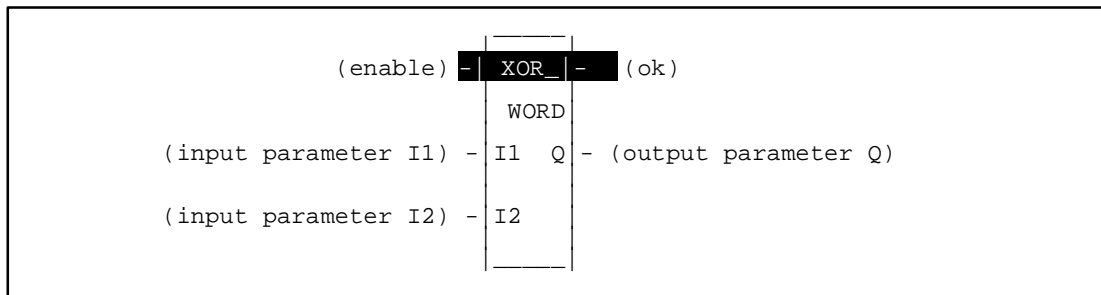 (enable) -| XOR_ |- (ok)
WORD
(input parameter I1) -|I1 Q|- (output parameter Q)
(input parameter I2) -|I2